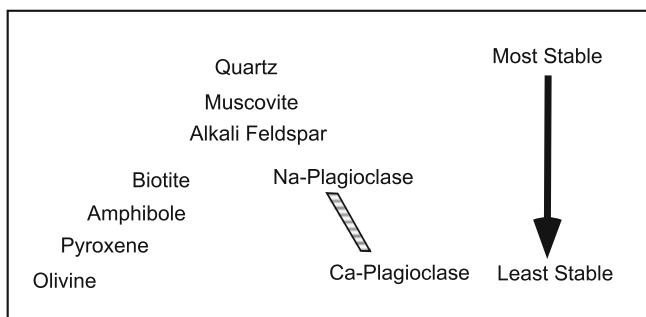 Quartz
Most Stable
Muscovite
Alkali Feldspar
Biotite
Na-Plagioclase
Amphibole
Pyroxene
Olivine
Ca-Plagioclase
Least Stable